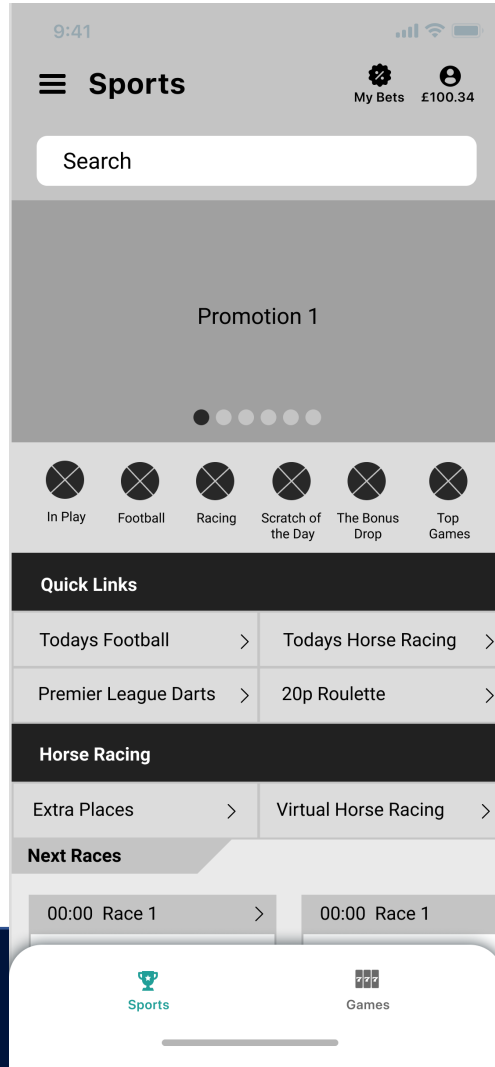 9:41
Sports
My Bets
£100.34
Search
Promotion 1
In Play
Football
Racing
Scratch of
the Day
The Bonus
Drop
Top
Games
Quick Links
Todays Football
Todays Horse Racing
Premier League Darts
20p Roulette
Horse Racing
Extra Places
Virtual Horse Racing
Next Races
00:00 Race 1
00:00 Race 1
777
Sports
Games